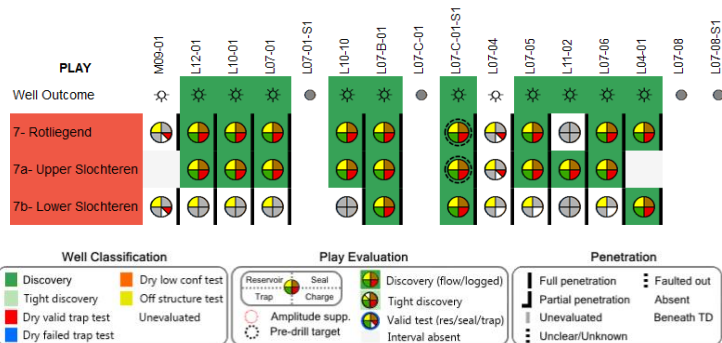 PLAY
M09-01
L12-01
L10-01
L07-01
L07-01-S1
L10-10
L07-B-01
L07-C-01
L07-C-01-S1
L07-04
L07-05
L11-02
L07-06
L04-01
L07-08
L07-08-S1
Well Outcome
7- Rotliegend
7a- Upper Slochteren
7b- Lower Slochteren
Well Classification
Discovery
Tight discovery
Dry valid trap test
Dry failed trap test
Dry low conf test
Off structure test
Unevaluated
Play Evaluation
Reservoir Seal
Trap Charge
Amplitude supp.
Pre-drill target
Discovery (flow/logged)
Tight discovery
Valid test (res/seal/trap)
Interval absent
Penetration
Full penetration
Partial penetration
Unevaluated
Unclear/Unknown
Faulted out
Absent
Beneath TD